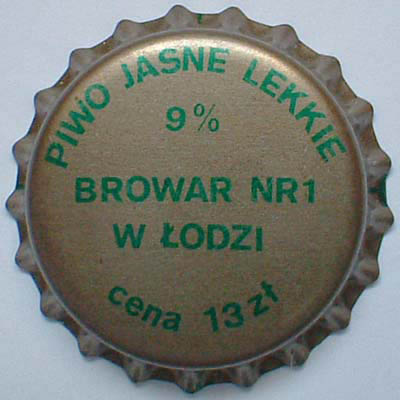 PIWO JASNE LEKKIE
9%
BROWAR NR1
W ŁODZI
cena 13 zł